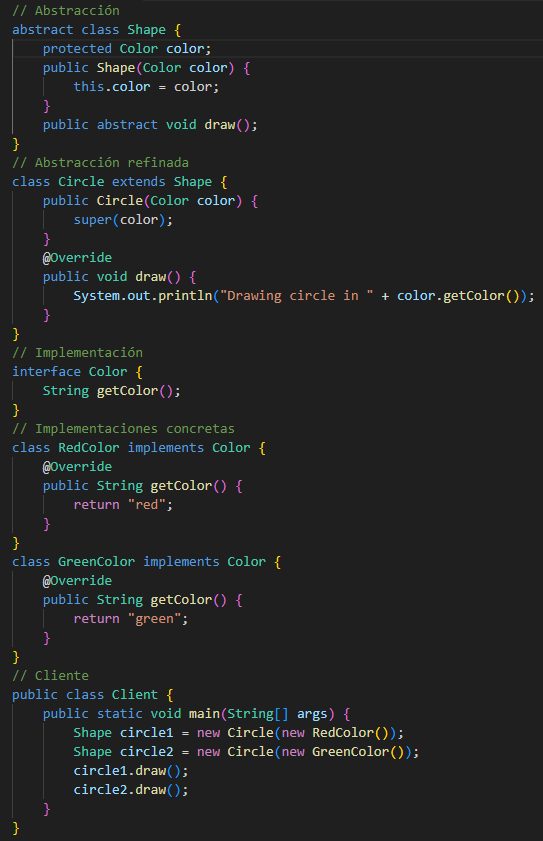 // Abstracción
abstract class Shape {
    protected Color color;
    public Shape(Color color) {
        this.color = color;
    }
    public abstract void draw();
}
// Abstracción refinada
class Circle extends Shape {
    public Circle(Color color) {
        super(color);
    }
    @Override
    public void draw() {
        System.out.println("Drawing circle in " + color.getColor());
    }
}
// Implementación
interface Color {
    String getColor();
}
// Implementaciones concretas
class RedColor implements Color {
    @Override
    public String getColor() {
        return "red";
    }
}
class GreenColor implements Color {
    @Override
    public String getColor() {
        return "green";
    }
}
// Cliente
public class Client {
    public static void main(String[] args) {
        Shape circle1 = new Circle(new RedColor());
        Shape circle2 = new Circle(new GreenColor());
        circle1.draw();
        circle2.draw();
    }
}